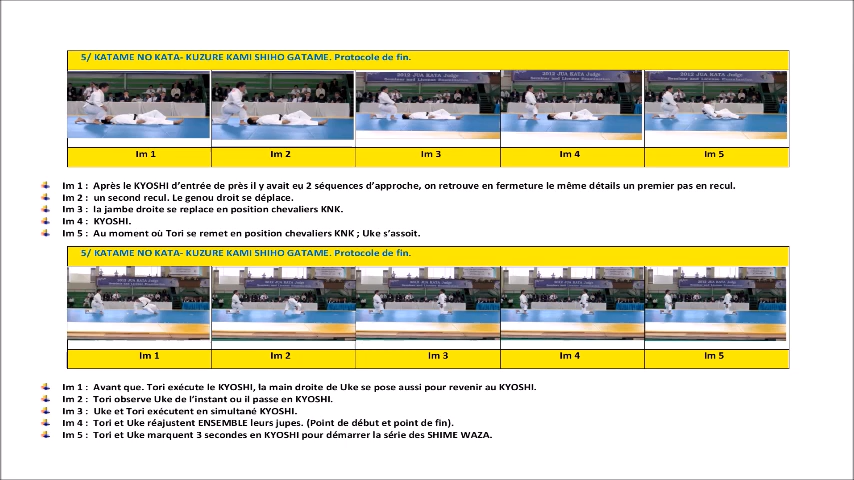 5/ KATAME NO KATA- KUZURE KAMI SHIHO GATAME. Protocole de fin.
2012 JUA KATA Judge
Im 1 Im 2 Im 3 Im 4 Im 5
Im 1 : Après le KYOSHI d’entrée de près il y avait eu 2 séquences d’approche, on retrouve en fermeture le même détails un premier pas en recul.
Im 2 : un second recul. Le genou droit se déplace.
Im 3 : la jambe droite se replace en position chevaliers KNK.
Im 4 : KYOSHI.
Im 5 : Au moment où Tori se remet en position chevaliers KNK ; Uke s’assoit.
5/ KATAME NO KATA- KUZURE KAMI SHIHO GATAME. Protocole de fin.
Im 1 Im 2 Im 3 Im 4 Im 5
Im 1 : Avant que. Tori exécute le KYOSHI, la main droite de Uke se pose aussi pour revenir au KYOSHI.
Im 2 : Tori observe Uke de l’instant ou il passe en KYOSHI.
Im 3 : Uke et Tori exécutent en simultané KYOSHI.
Im 4 : Tori et Uke réajustent ENSEMBLE leurs jupes. (Point de début et point de fin).
Im 5 : Tori et Uke marquent 3 secondes en KYOSHI pour démarrer la série des SHIME WAZA.